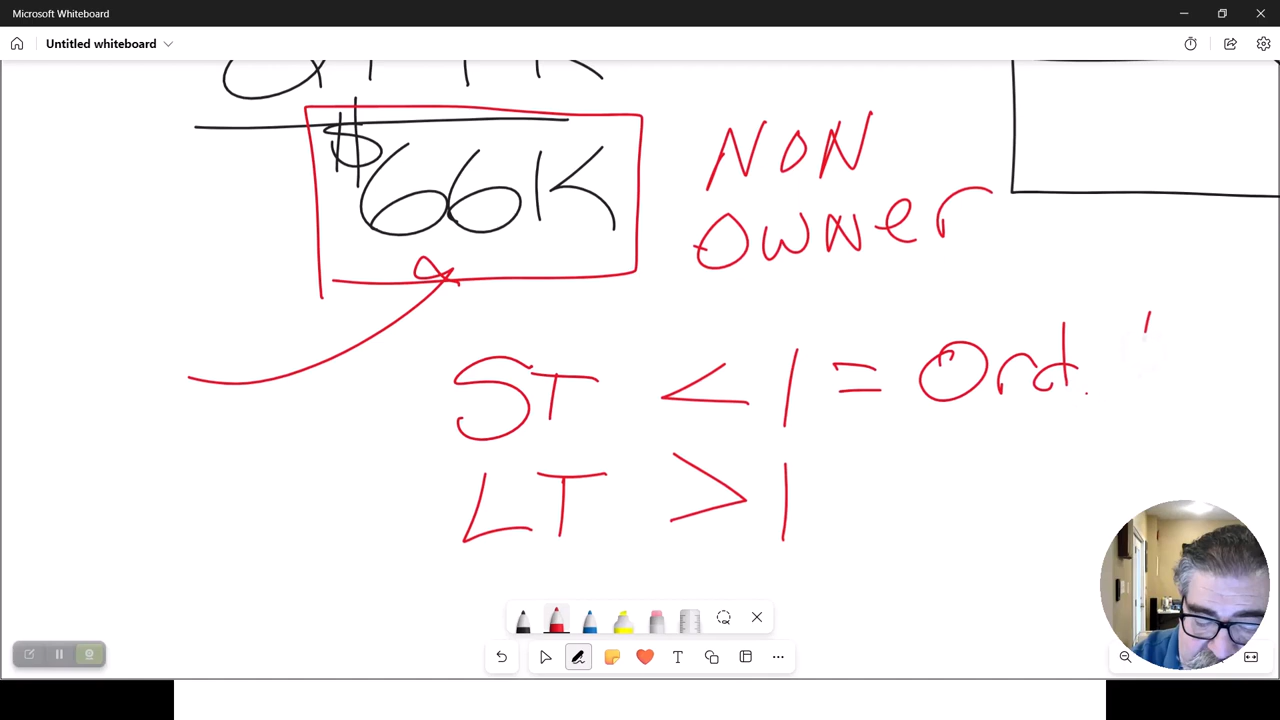 Microsoft Whiteboard
Untitled whiteboard
$66K
NON
OWNer
ST < 1 = Ord.
LT > 1